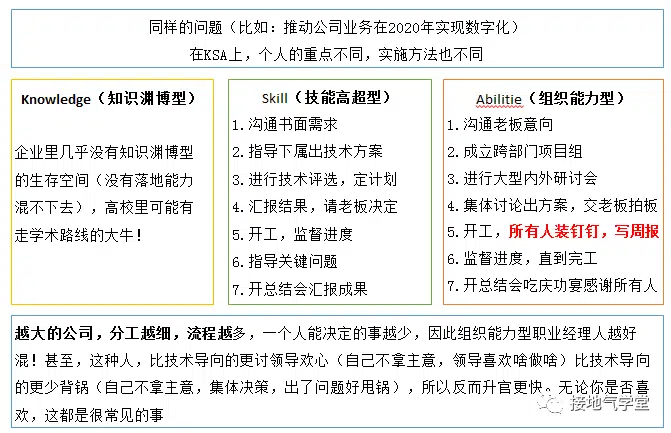 同样的问题（比如：推动公司业务在2020年实现数字化）
在KSA上，个人的重点不同，实施方法也不同
Knowledge（知识渊博型）
企业里几乎没有知识渊博型
的生存空间（没有落地能力
混不下去），高校里可能有
走学术路线的大牛！
Skill（技能高超型）
1. 沟通书面需求
2. 指导下属出技术方案
3. 进行技术评选，定计划
4. 汇报结果，请老板决定
5. 开工，监督进度
6. 指导关键问题
7. 开总结会汇报成果
Abilitie（组织能力型）
1. 沟通老板意向
2. 成立跨部门项目组
3. 进行大型内外研讨会
4. 集体讨论出方案，交老板拍板
5. 开工，所有人装钉钉，写周报
6. 监督进度，直到完工
7. 开总结会吃庆功宴感谢所有人
越大的公司，分工越细，流程越多，一个人能决定的事越少，因此组织能力型职业经理人越好
混！甚至，这种人，比技术导向的更讨领导欢心（自己不拿主意，领导喜欢啥做啥）比技术导向
的更少背锅（自己不拿主意，集体决策，出了问题好甩锅），所以反而升官更快。无论你是否喜
欢，这都是很常见的事
接地气学堂